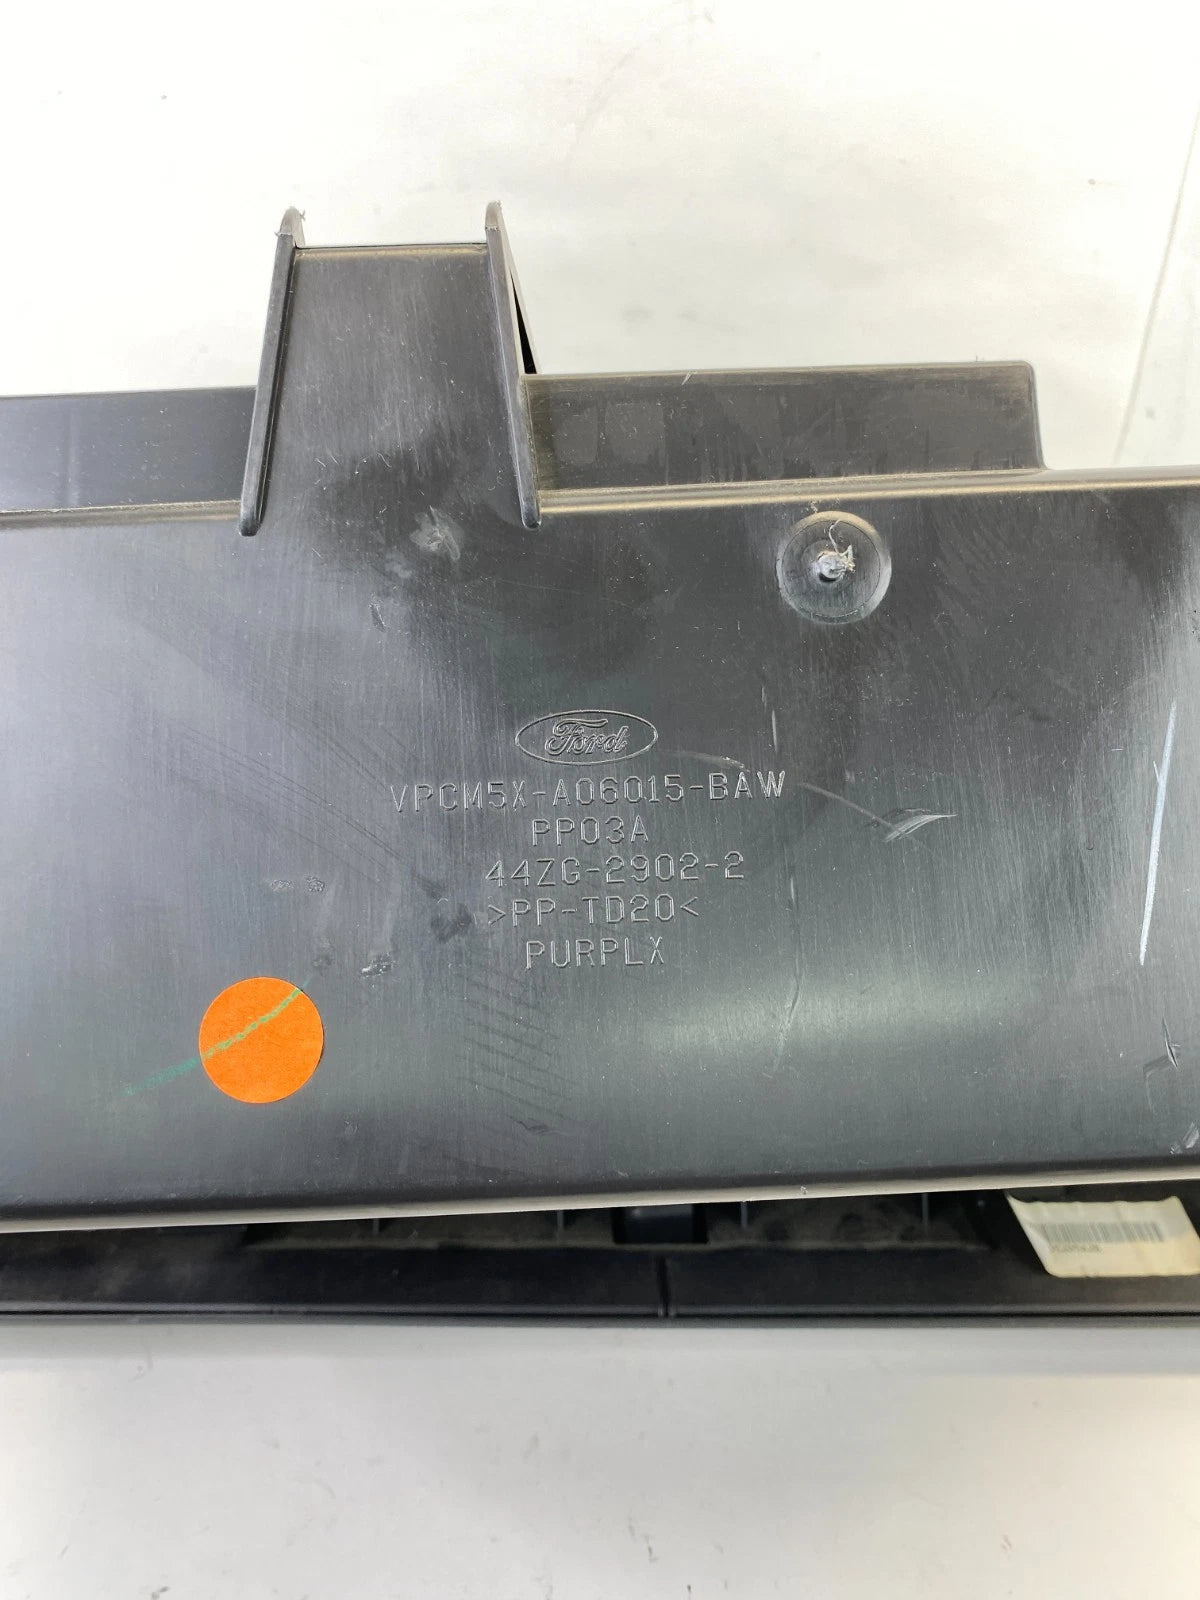 Ford
VPCM5X-A06015-BAW
PP03A
44ZG-2902-2
>PP-TD20<
PURPLX